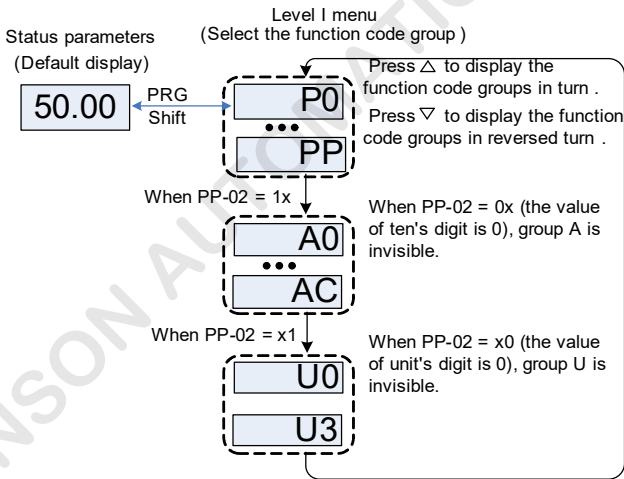 Level I menu
(Select the function code group )
Status parameters
(Default display)
50.00
PRG
Shift
P0
•••
PP
Press △ to display the
function code groups in turn .
Press ▽ to display the function
code groups in reversed turn .
When PP-02 = 1x
A0
•••
AC
When PP-02 = 0x (the value
of ten's digit is 0), group A is
invisible.
When PP-02 = x1
U0
U3
When PP-02 = x0 (the value
of unit's digit is 0), group U is
invisible.
NSON AUTOMATIC